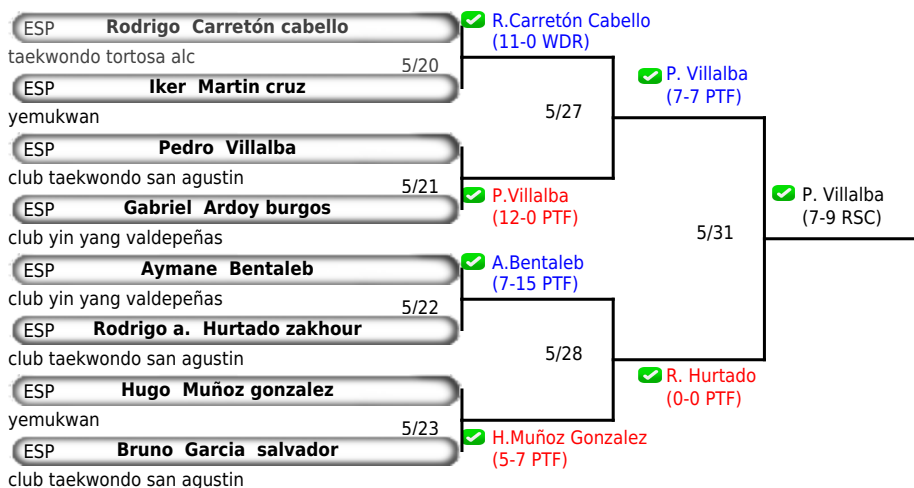 ESP Rodrigo Carretón cabello
taekwondo tortosa alc
5/20
ESP Iker Martin cruz
yemukwan
ESP Pedro Villalba
club taekwondo san agustin
5/21
ESP Gabriel Ardoy burgos
club yin yang valdepeñas
ESP Aymane Bentaleb
club yin yang valdepeñas
5/22
ESP Rodrigo a. Hurtado zakhour
club taekwondo san agustin
ESP Hugo Muñoz gonzalez
yemukwan
5/23
ESP Bruno Garcia salvador
club taekwondo san agustin
R.Carretón Cabello
(11-0 WDR)
5/27
P.Villalba
(12-0 PTF)
A.Bentaleb
(7-15 PTF)
5/28
H.Muñoz Gonzalez
(5-7 PTF)
P. Villalba
(7-7 PTF)
5/31
R. Hurtado
(0-0 PTF)
P. Villalba
(7-9 RSC)